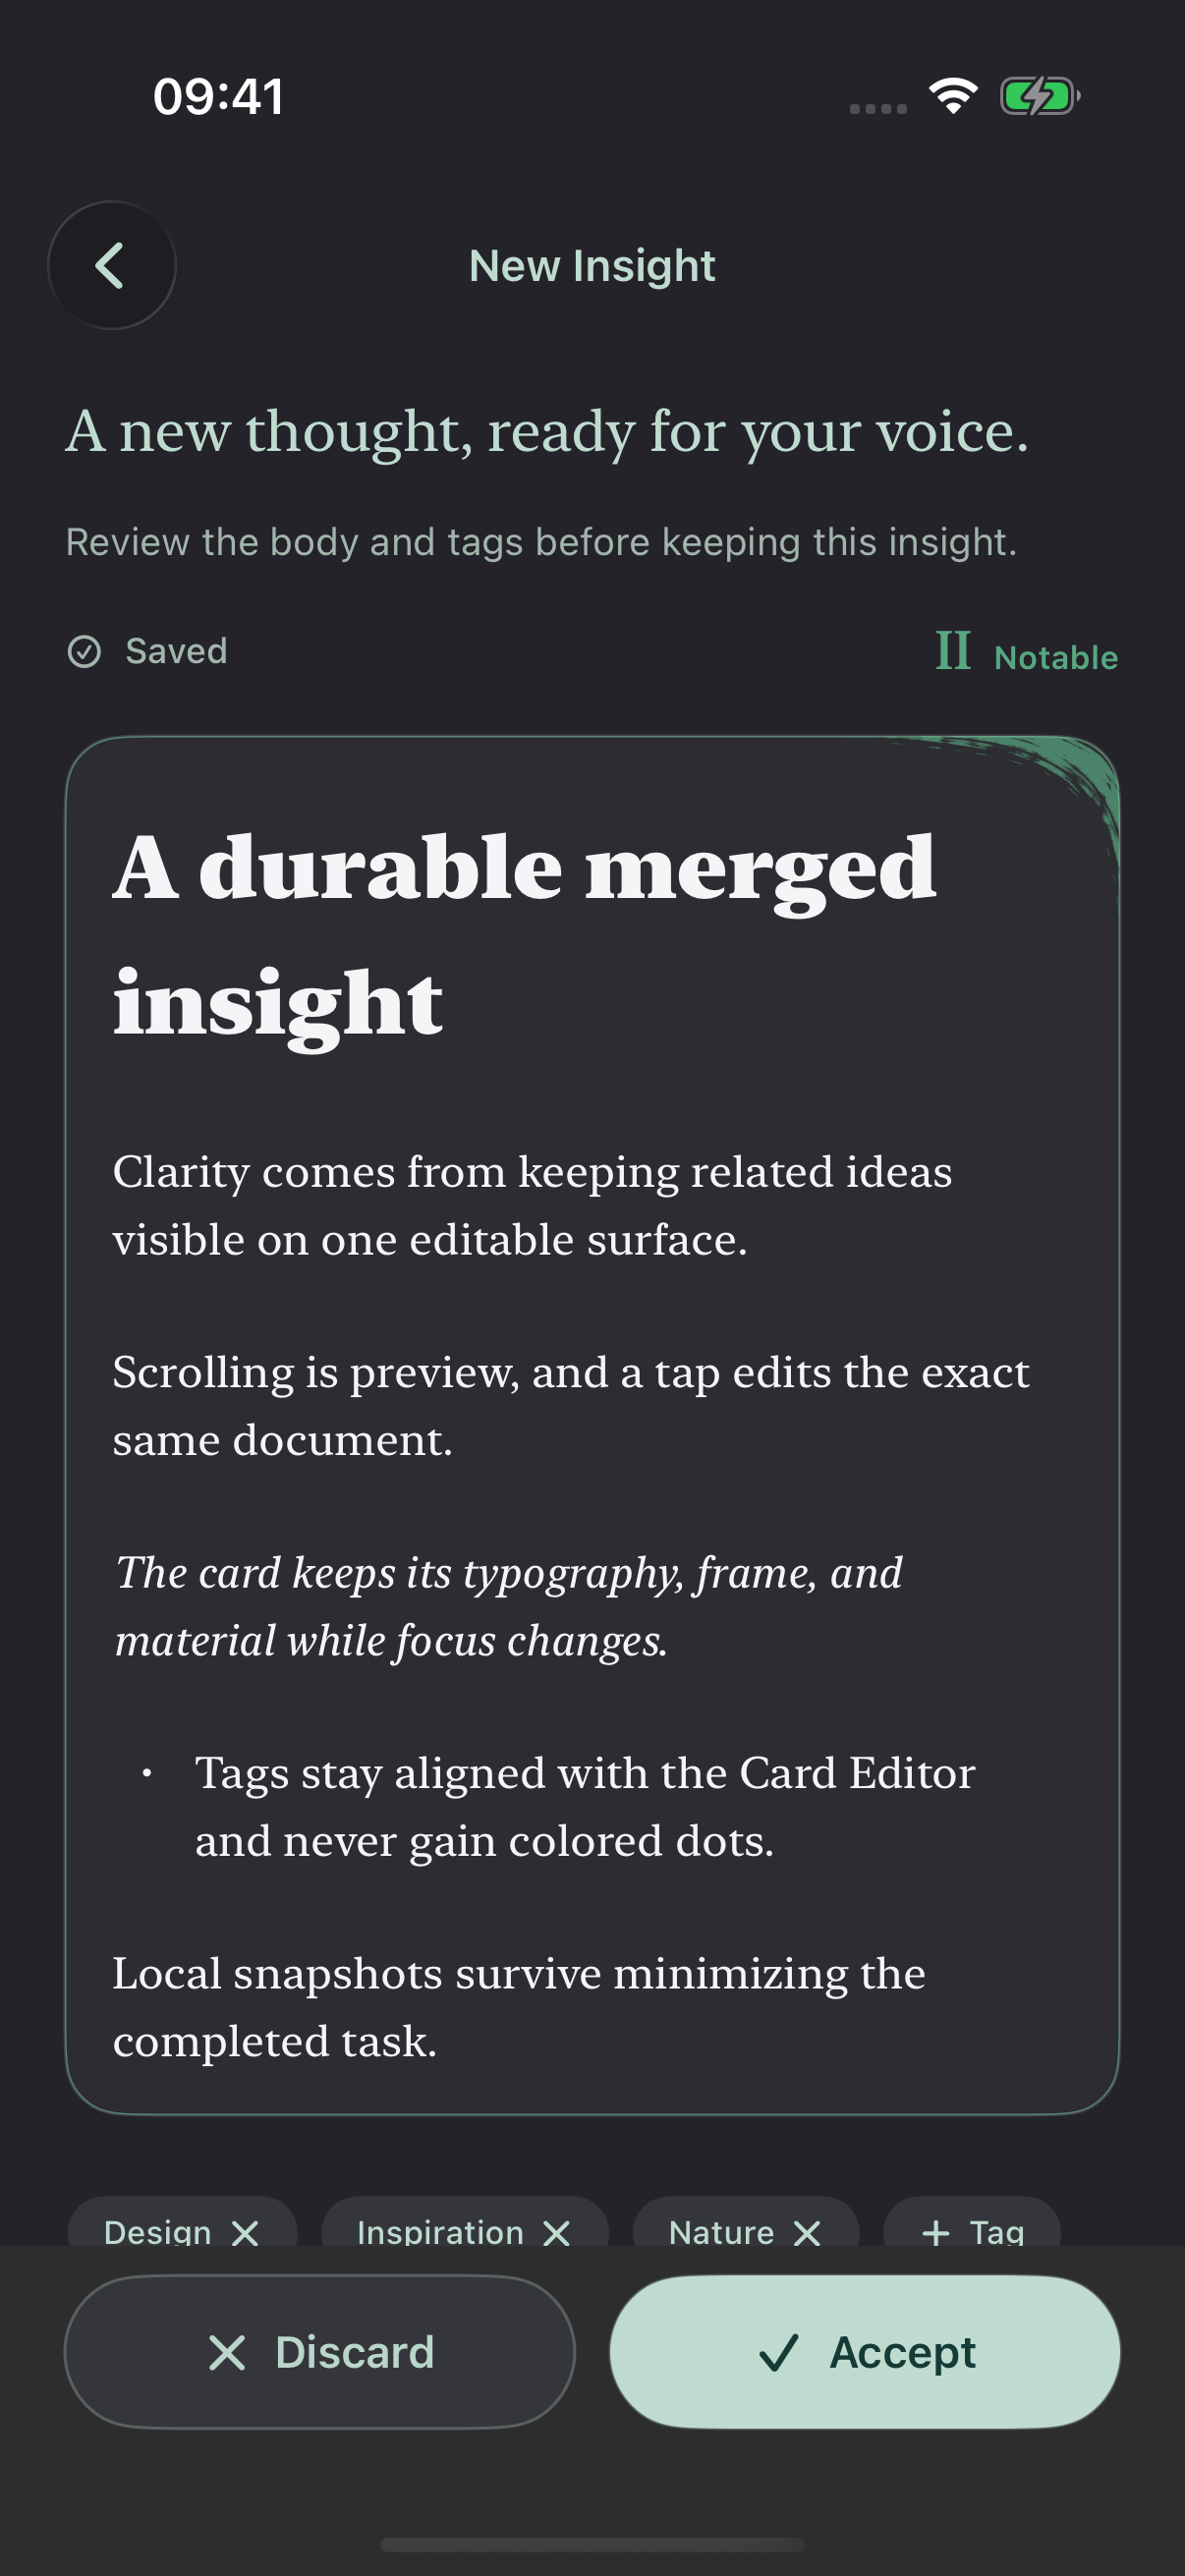 09:41
New Insight
A new thought, ready for your voice.
Review the body and tags before keeping this insight.
Saved
II Notable
A durable merged
insight
Clarity comes from keeping related ideas
visible on one editable surface.
Scrolling is preview, and a tap edits the exact
same document.
The card keeps its typography, frame, and
material while focus changes.
• Tags stay aligned with the Card Editor
and never gain colored dots.
Local snapshots survive minimizing the
completed task.
Design × Inspiration × Nature × + Tag
× Discard ✓ Accept